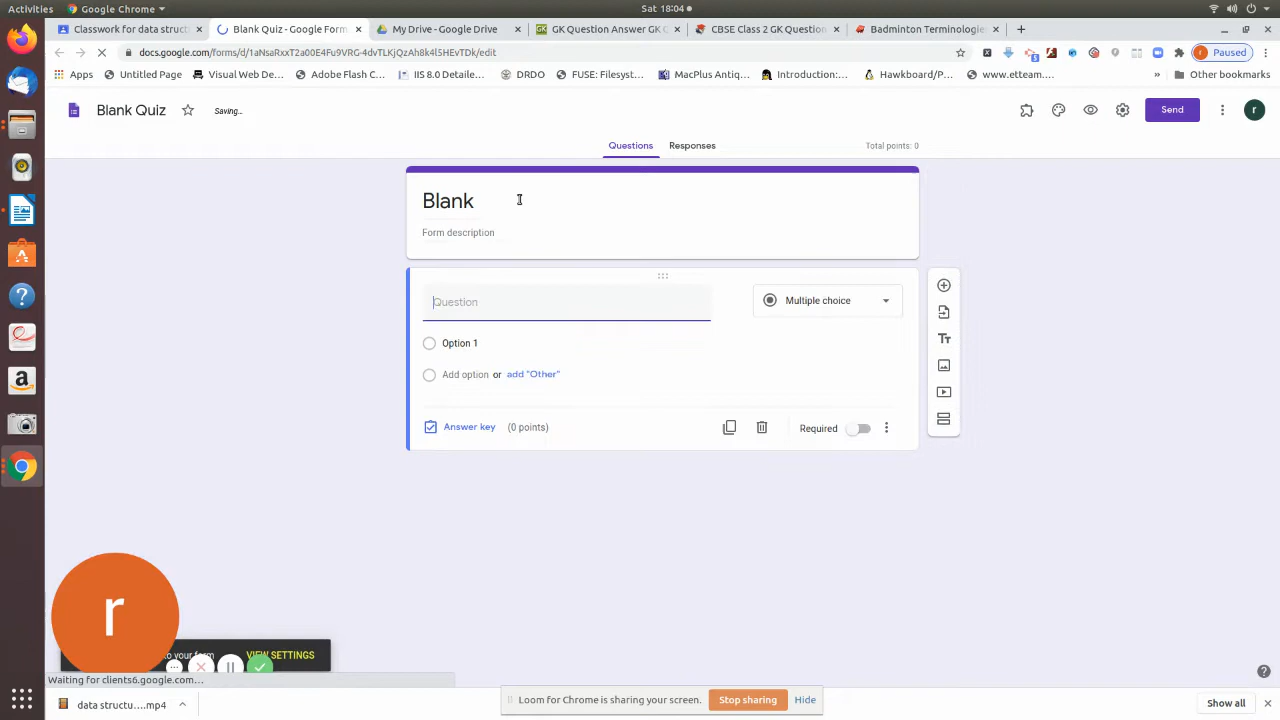 Activities
Google Chrome
Sat 18:04
Classwork for data struct
Blank Quiz - Google Form
My Drive - Google Drive
GK Question Answer GK C
CBSE Class 2 GK Question
Badminton Terminologie
docs.google.com/forms/d/1aNsRxxT2a00E4Fu9VRG-4dvTLKjQzAh8k4l5HEvTDk/edit
Paused
Apps
Untitled Page
Visual Web De...
Adobe Flash C...
IIS 8.0 Detaile...
DRDO
FUSE: Filesyst...
MacPlus Antiq...
Introduction:...
Hawkboard/P...
www.etteam....
Other bookmarks
Blank Quiz
Saving...
Send
r
Questions
Responses
Total points: 0
Blank
Form description
Question
Multiple choice
Option 1
Add option or add "Other"
Answer key
(0 points)
Required
r
to your form
VIEW SETTINGS
Waiting for clients6.google.com...
data structu....mp4
Loom for Chrome is sharing your screen.
Stop sharing
Hide
Show all